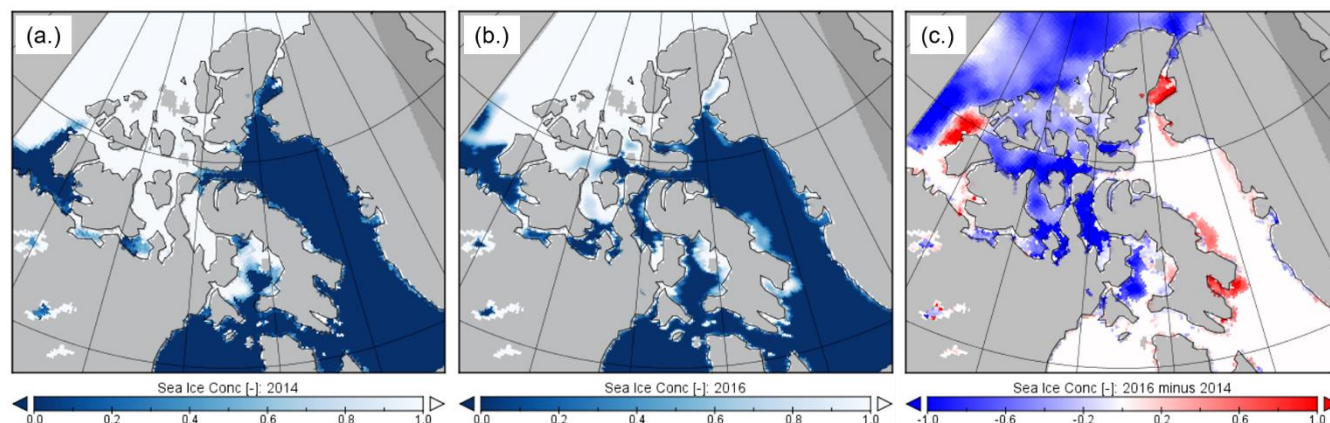 (a.)
(b.)
(c.)
Sea Ice Conc [-]: 2014
0.0 0.2 0.4 0.6 0.8 1.0
Sea Ice Conc [-]: 2016
0.0 0.2 0.4 0.6 0.8 1.0
Sea Ice Conc [-]: 2016 minus 2014
-1.0 -0.6 -0.2 0.2 0.6 1.0